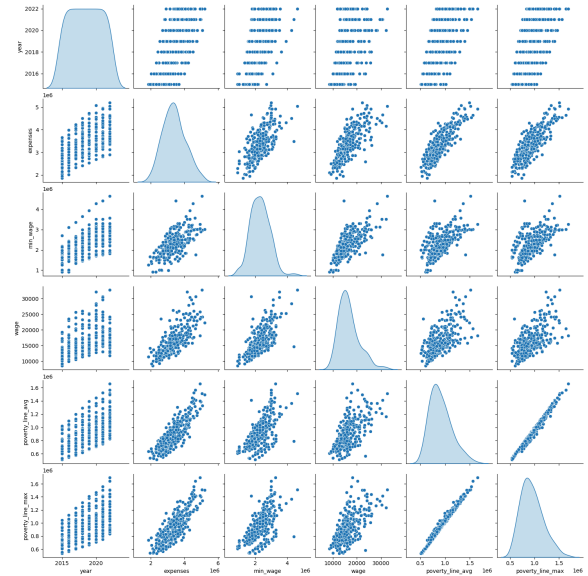 2022
2020
2018
2016
year
1e6
5
4
3
2
expenses
1e6
4
3
2
1
min_wage
30000
25000
20000
15000
10000
wage
1e6
1.6
1.4
1.2
1.0
0.8
0.6
poverty_line_avg
1e6
1.6
1.4
1.2
1.0
0.8
0.6
poverty_line_max
2015 2020
year
2 4 6
1e6
expenses
2 4
1e6
min_wage
10000 20000 30000
wage
0.5 1.0 1.5
1e6
poverty_line_avg
0.5 1.0 1.5
1e6
poverty_line_max